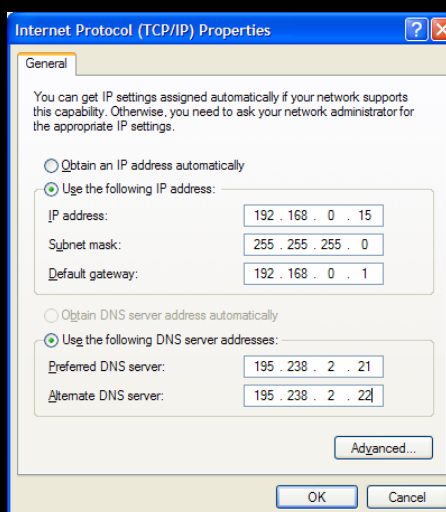 Internet Protocol (TCP/IP) Properties
General
You can get IP settings assigned automatically if your network supports
this capability. Otherwise, you need to ask your network administrator for
the appropriate IP settings.
Obtain an IP address automatically
Use the following IP address:
IP address: 192 . 168 . 0 . 15
Subnet mask: 255 . 255 . 255 . 0
Default gateway: 192 . 168 . 0 . 1
Obtain DNS server address automatically
Use the following DNS server addresses:
Preferred DNS server: 195 . 238 . 2 . 21
Alternate DNS server: 195 . 238 . 2 . 22
Advanced...
OK Cancel